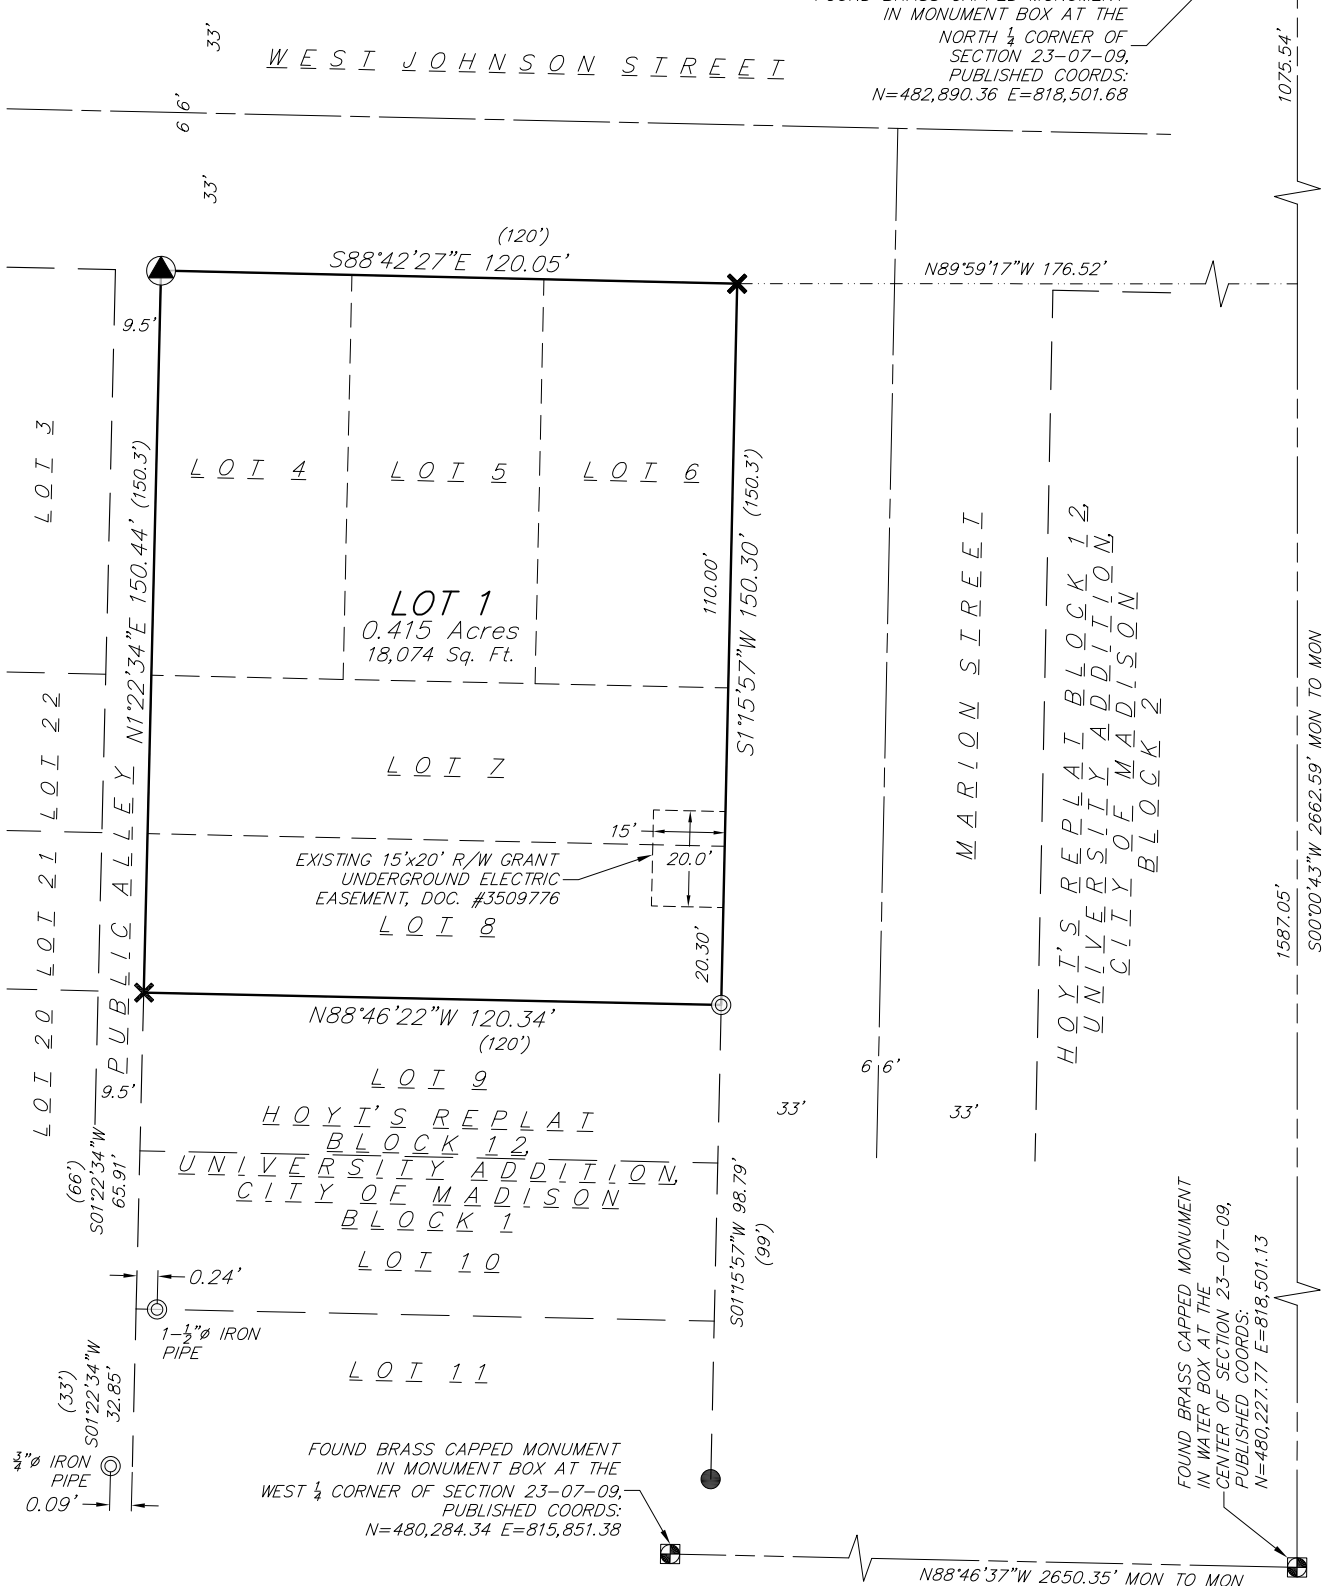 IN MONUMENT BOX AT THE
NORTH 1/4 CORNER OF
SECTION 23-07-09,
PUBLISHED COORDS:
N=482,890.36 E=818,501.68
1075.54'
33'
WEST JOHNSON STREET
6
6'
33'
(120')
S88°42'27"E 120.05'
N89°59'17"W 176.52'
9.5'
LOT 3
LOT 4
LOT 5
LOT 6
N1°22'34"E 150.44' (150.3')
S1°15'57"W 150.30' (150.3')
110.00'
LOT 1
0.415 Acres
18,074 Sq. Ft.
MARION STREET
HOYT'S REPLAT BLOCK 12,
UNIVERSITY ADDITION,
CITY OF MADISON
BLOCK 2
S00°00'43"W 2662.59' MON TO MON
1587.05'
LOT 22
LOT 21
LOT 20
PUBLIC ALLEY
LOT 7
15'
20.0'
EXISTING 15'x20' R/W GRANT
UNDERGROUND ELECTRIC
EASEMENT, DOC. #3509776
LOT 8
20.30'
N88°46'22"W 120.34'
(120')
9.5'
6
6'
33'
33'
LOT 9
HOYT'S REPLAT
BLOCK 12,
UNIVERSITY ADDITION,
CITY OF MADISON
BLOCK 1
(66')
S01°22'34"W
65.91'
S01°15'57"W 98.79'
(99')
LOT 10
0.24'
1-1/2"ø IRON
PIPE
LOT 11
(33')
S01°22'34"W
32.85'
3/4"ø IRON
PIPE
0.09'
FOUND BRASS CAPPED MONUMENT
IN MONUMENT BOX AT THE
WEST 1/4 CORNER OF SECTION 23-07-09,
PUBLISHED COORDS:
N=480,284.34 E=815,851.38
FOUND BRASS CAPPED MONUMENT
IN WATER BOX AT THE
CENTER OF SECTION 23-07-09,
PUBLISHED COORDS:
N=480,227.77 E=818,501.13
N88°46'37"W 2650.35' MON TO MON